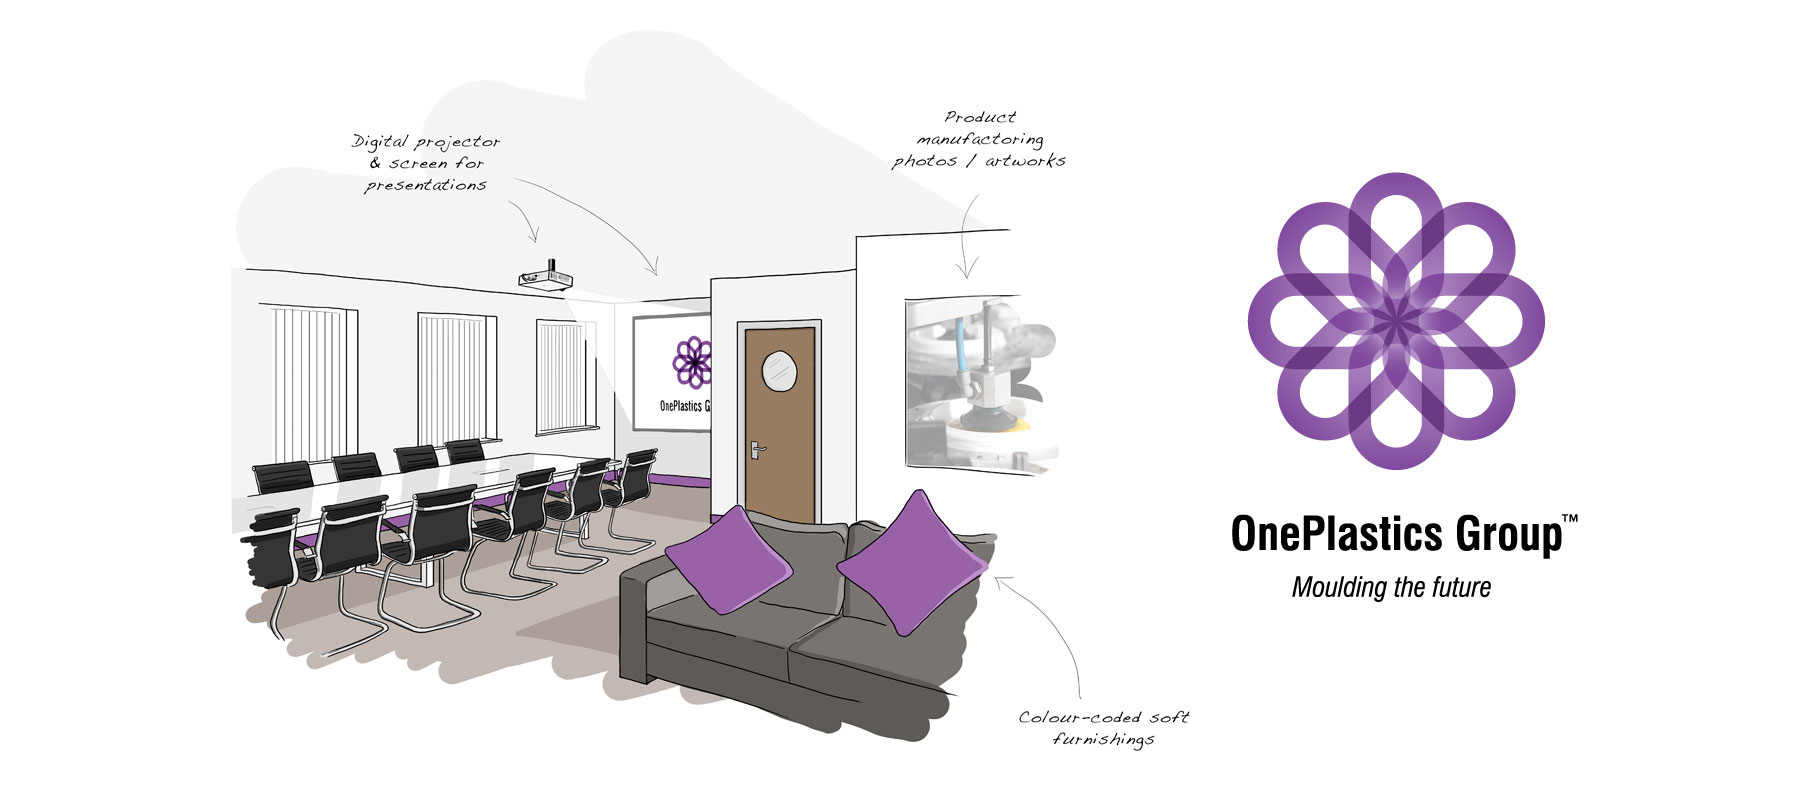 Digital projector
& screen for
presentations
Product
manufactoring
photos / artworks
OnePlastics G
OnePlastics Group™
Moulding the future
Colour-coded soft
furnishings